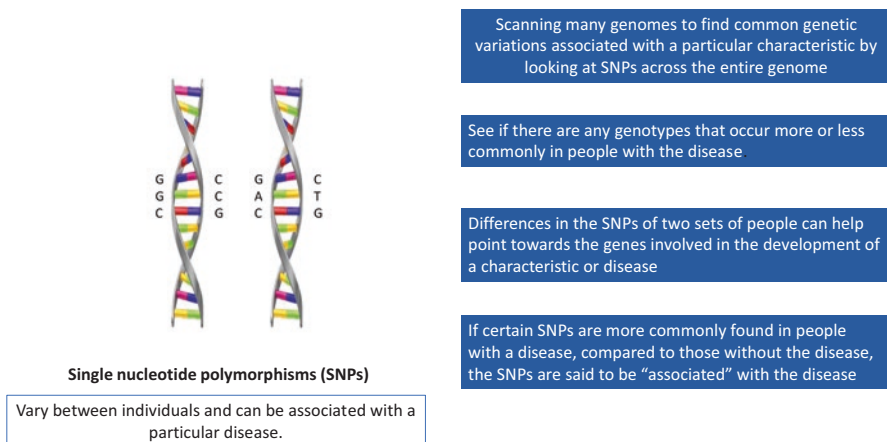 G C G C
G C A T
C G C G
Single nucleotide polymorphisms (SNPs)
Vary between individuals and can be associated with a
particular disease.
Scanning many genomes to find common genetic
variations associated with a particular characteristic by
looking at SNPs across the entire genome
See if there are any genotypes that occur more or less
commonly in people with the disease.
Differences in the SNPs of two sets of people can help
point towards the genes involved in the development of
a characteristic or disease
If certain SNPs are more commonly found in people
with a disease, compared to those without the disease,
the SNPs are said to be “associated” with the disease